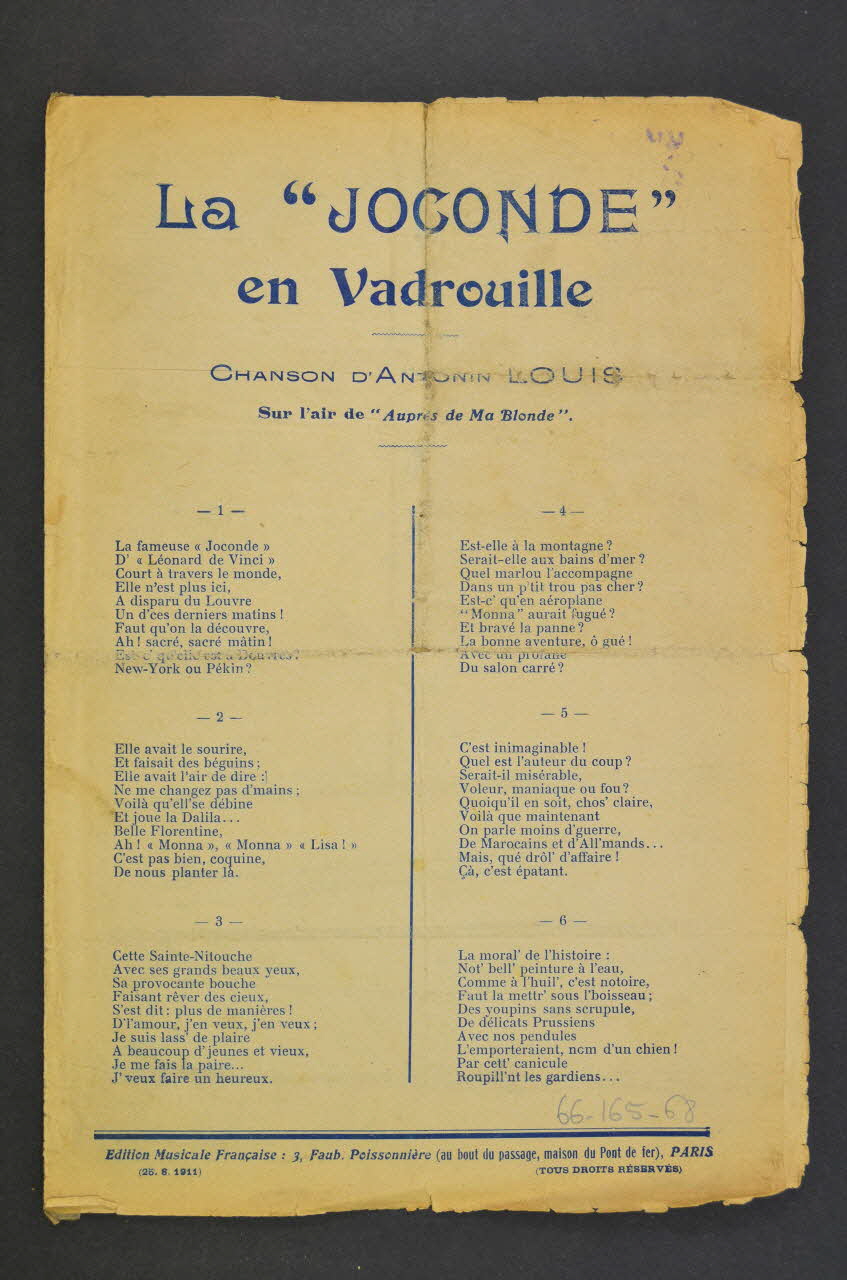 La "JOCONDE"
en Vadrouille
CHANSON D'ANTONIN LOUIS
Sur l'air de "Auprès de Ma Blonde".
— 1 —
La fameuse « Joconde »
D' « Léonard de Vinci »
Court à travers le monde,
Elle n'est plus ici,
A disparu du Louvre
Un d'ces derniers matins !
Faut qu'on la découvre,
Ah ! sacré, sacré mâtin !
Est-c' qu'elle est à Douvres ?
New-York ou Pékin ?
— 2 —
Elle avait le sourire,
Et faisait des béguins ;
Elle avait l'air de dire :
Ne me changez pas d'mains ;
Voilà qu'ell'se débine
Et joue la Dalila...
Belle Florentine,
Ah ! « Monna », « Monna » « Lisa ! »
C'est pas bien, coquine,
De nous planter là.
— 3 —
Cette Sainte-Nitouche
Avec ses grands beaux yeux,
Sa provocante bouche
Faisant rêver des cieux,
S'est dit : plus de manières !
D'l'amour, j'en veux, j'en veux ;
Je suis lass' de plaire
A beaucoup d'jeunes et vieux,
Je me fais la paire...
J'veux faire un heureux.
— 4 —
Est-elle à la montagne ?
Serait-elle aux bains d'mer ?
Quel marlou l'accompagne
Dans un p'tit trou pas cher ?
Est-c' qu'en aéroplane
"Monna" aurait fugué ?
Et bravé la panne ?
La bonne aventure, ô gué !
Avec un profane
Du salon carré ?
— 5 —
C'est inimaginable !
Quel est l'auteur du coup ?
Serait-il misérable,
Voleur, maniaque ou fou ?
Quoiqu'il en soit, chos' claire,
Voilà que maintenant
On parle moins d'guerre,
De Marocains et d'All'mands...
Mais, qué drôl' d'affaire !
Çà, c'est épatant.
— 6 —
La moral' de l'histoire :
Not' bell' peinture à l'eau,
Comme à l'huil', c'est notoire,
Faut la mettr' sous l'boisseau ;
Des youpins sans scrupule,
De délicats Prussiens
Avec nos pendules
L'emporteraient, nom d'un chien !
Par cett' canicule
Roupill'nt les gardiens...
66-165-68
Edition Musicale Française : 3, Faub. Poissonnière (au bout du passage, maison du Pont de fer), PARIS
(25. 8. 1911)
(TOUS DROITS RÉSERVÉS)